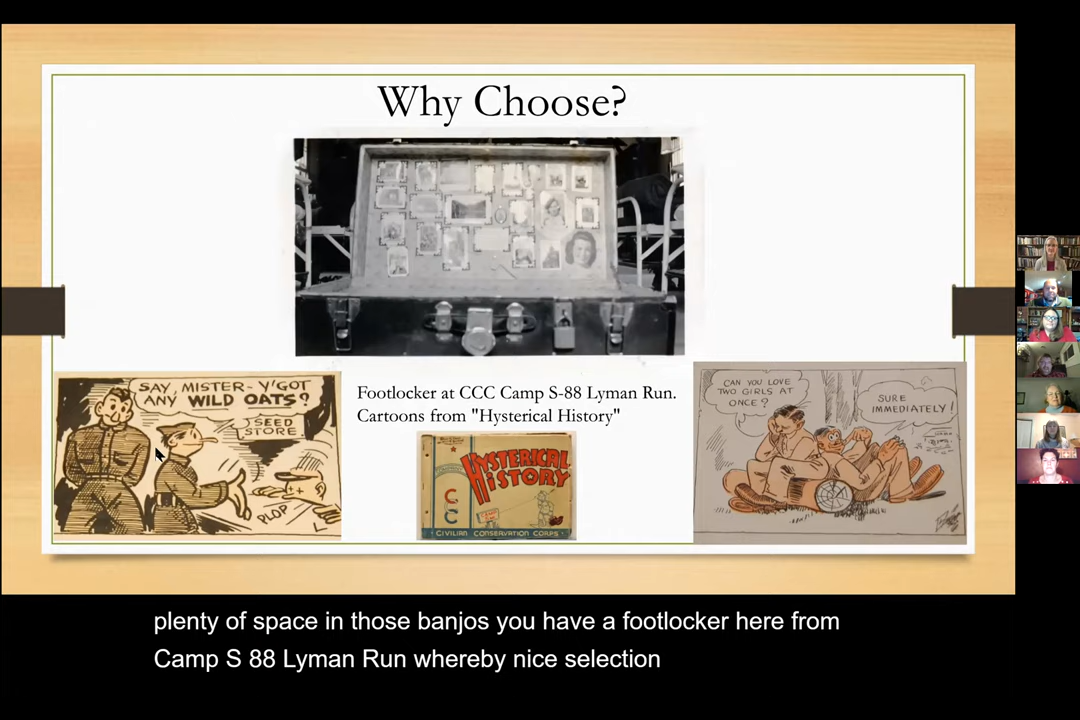 Why Choose?
SAY, MISTER- Y'GOT
ANY WILD OATS?
SEED
STORE
PLOP
Footlocker at CCC Camp S-88 Lyman Run.
Cartoons from "Hysterical History"
HYSTERICAL
HISTORY
C
C
C
CIVILIAN CONSERVATION CORPS
CAN YOU LOVE
TWO GIRLS AT
ONCE?
SURE
IMMEDIATELY!
plenty of space in those banjos you have a footlocker here from
Camp S 88 Lyman Run whereby nice selection